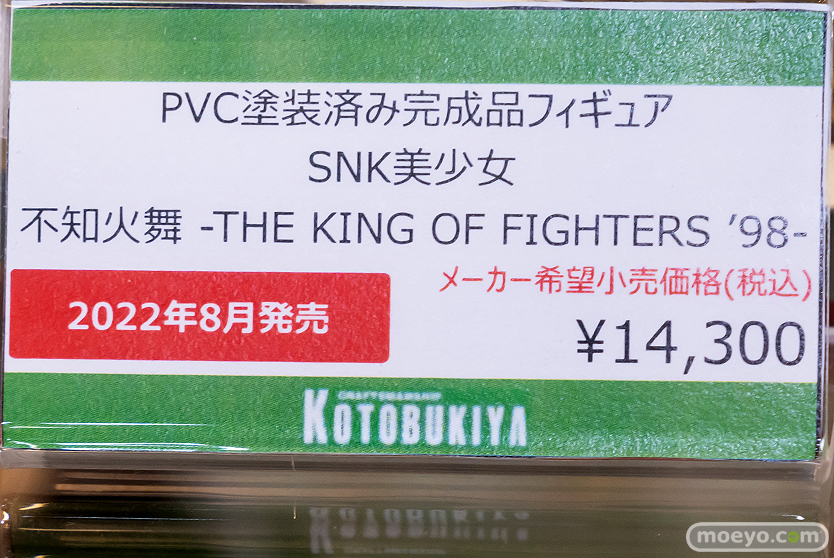 PVC塗装済み完成品フィギュア
SNK美少女
不知火舞 -THE KING OF FIGHTERS ’98-
メーカー希望小売価格(税込)
2022年8月発売
¥14,300
CRAFTSMANSHIP
KOTOBUKIYA
KOTOBUKIYA
moeyo.com